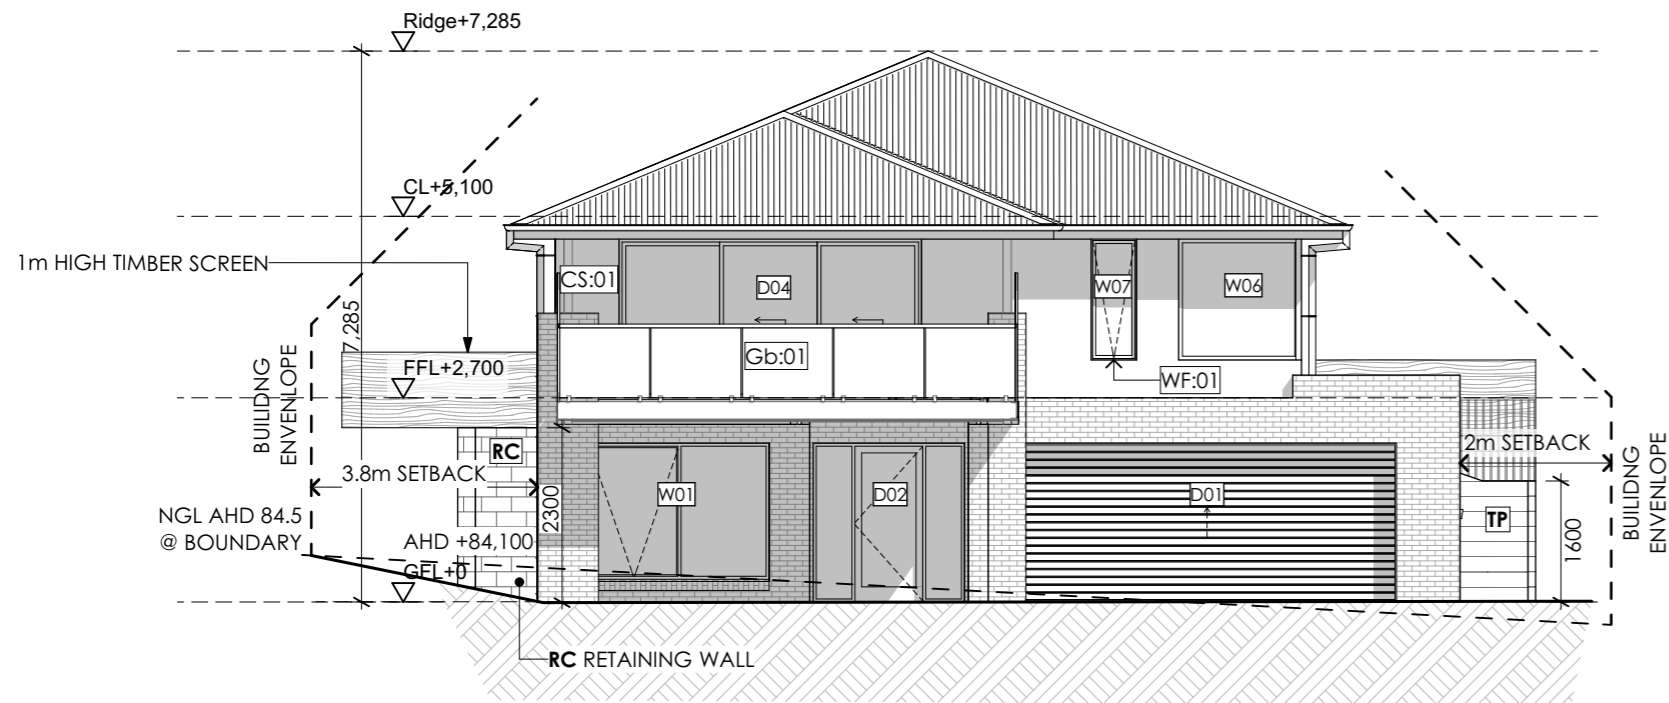 Ridge+7,285
CL+5,100
1m HIGH TIMBER SCREEN
CS:01
D04
W07
W06
7,285
FFL+2,700
Gb:01
WF:01
BUILIDNG
ENVENLOPE
RC
3.8m SETBACK
2m SETBACK
W01
D02
D01
2300
NGL AHD 84.5
@ BOUNDARY
AHD +84,100
GFL+0
TP
1600
BUILIDNG
ENVENLOPE
RC RETAINING WALL